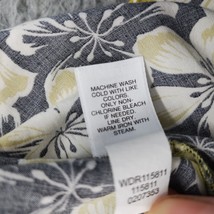 MACHINE WASH
COLD WITH LIKE
COLORS.
ONLY NON-
CHLORINE BLEACH
IF NEEDED.
LINE DRY.
WARM IRON WITH
STEAM.
WDR115811
115811
0207353